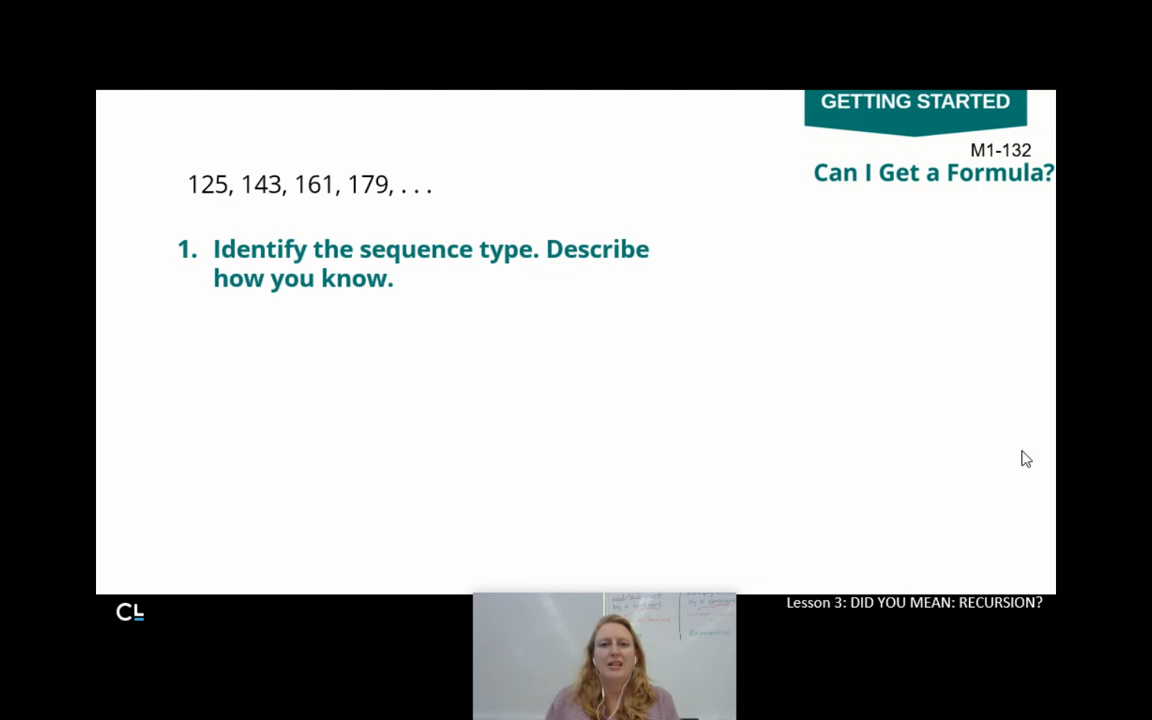 GETTING STARTED
M1-132
Can I Get a Formula?
125, 143, 161, 179, . . .
1. Identify the sequence type. Describe
how you know.
CL
Lesson 3: DID YOU MEAN: RECURSION?